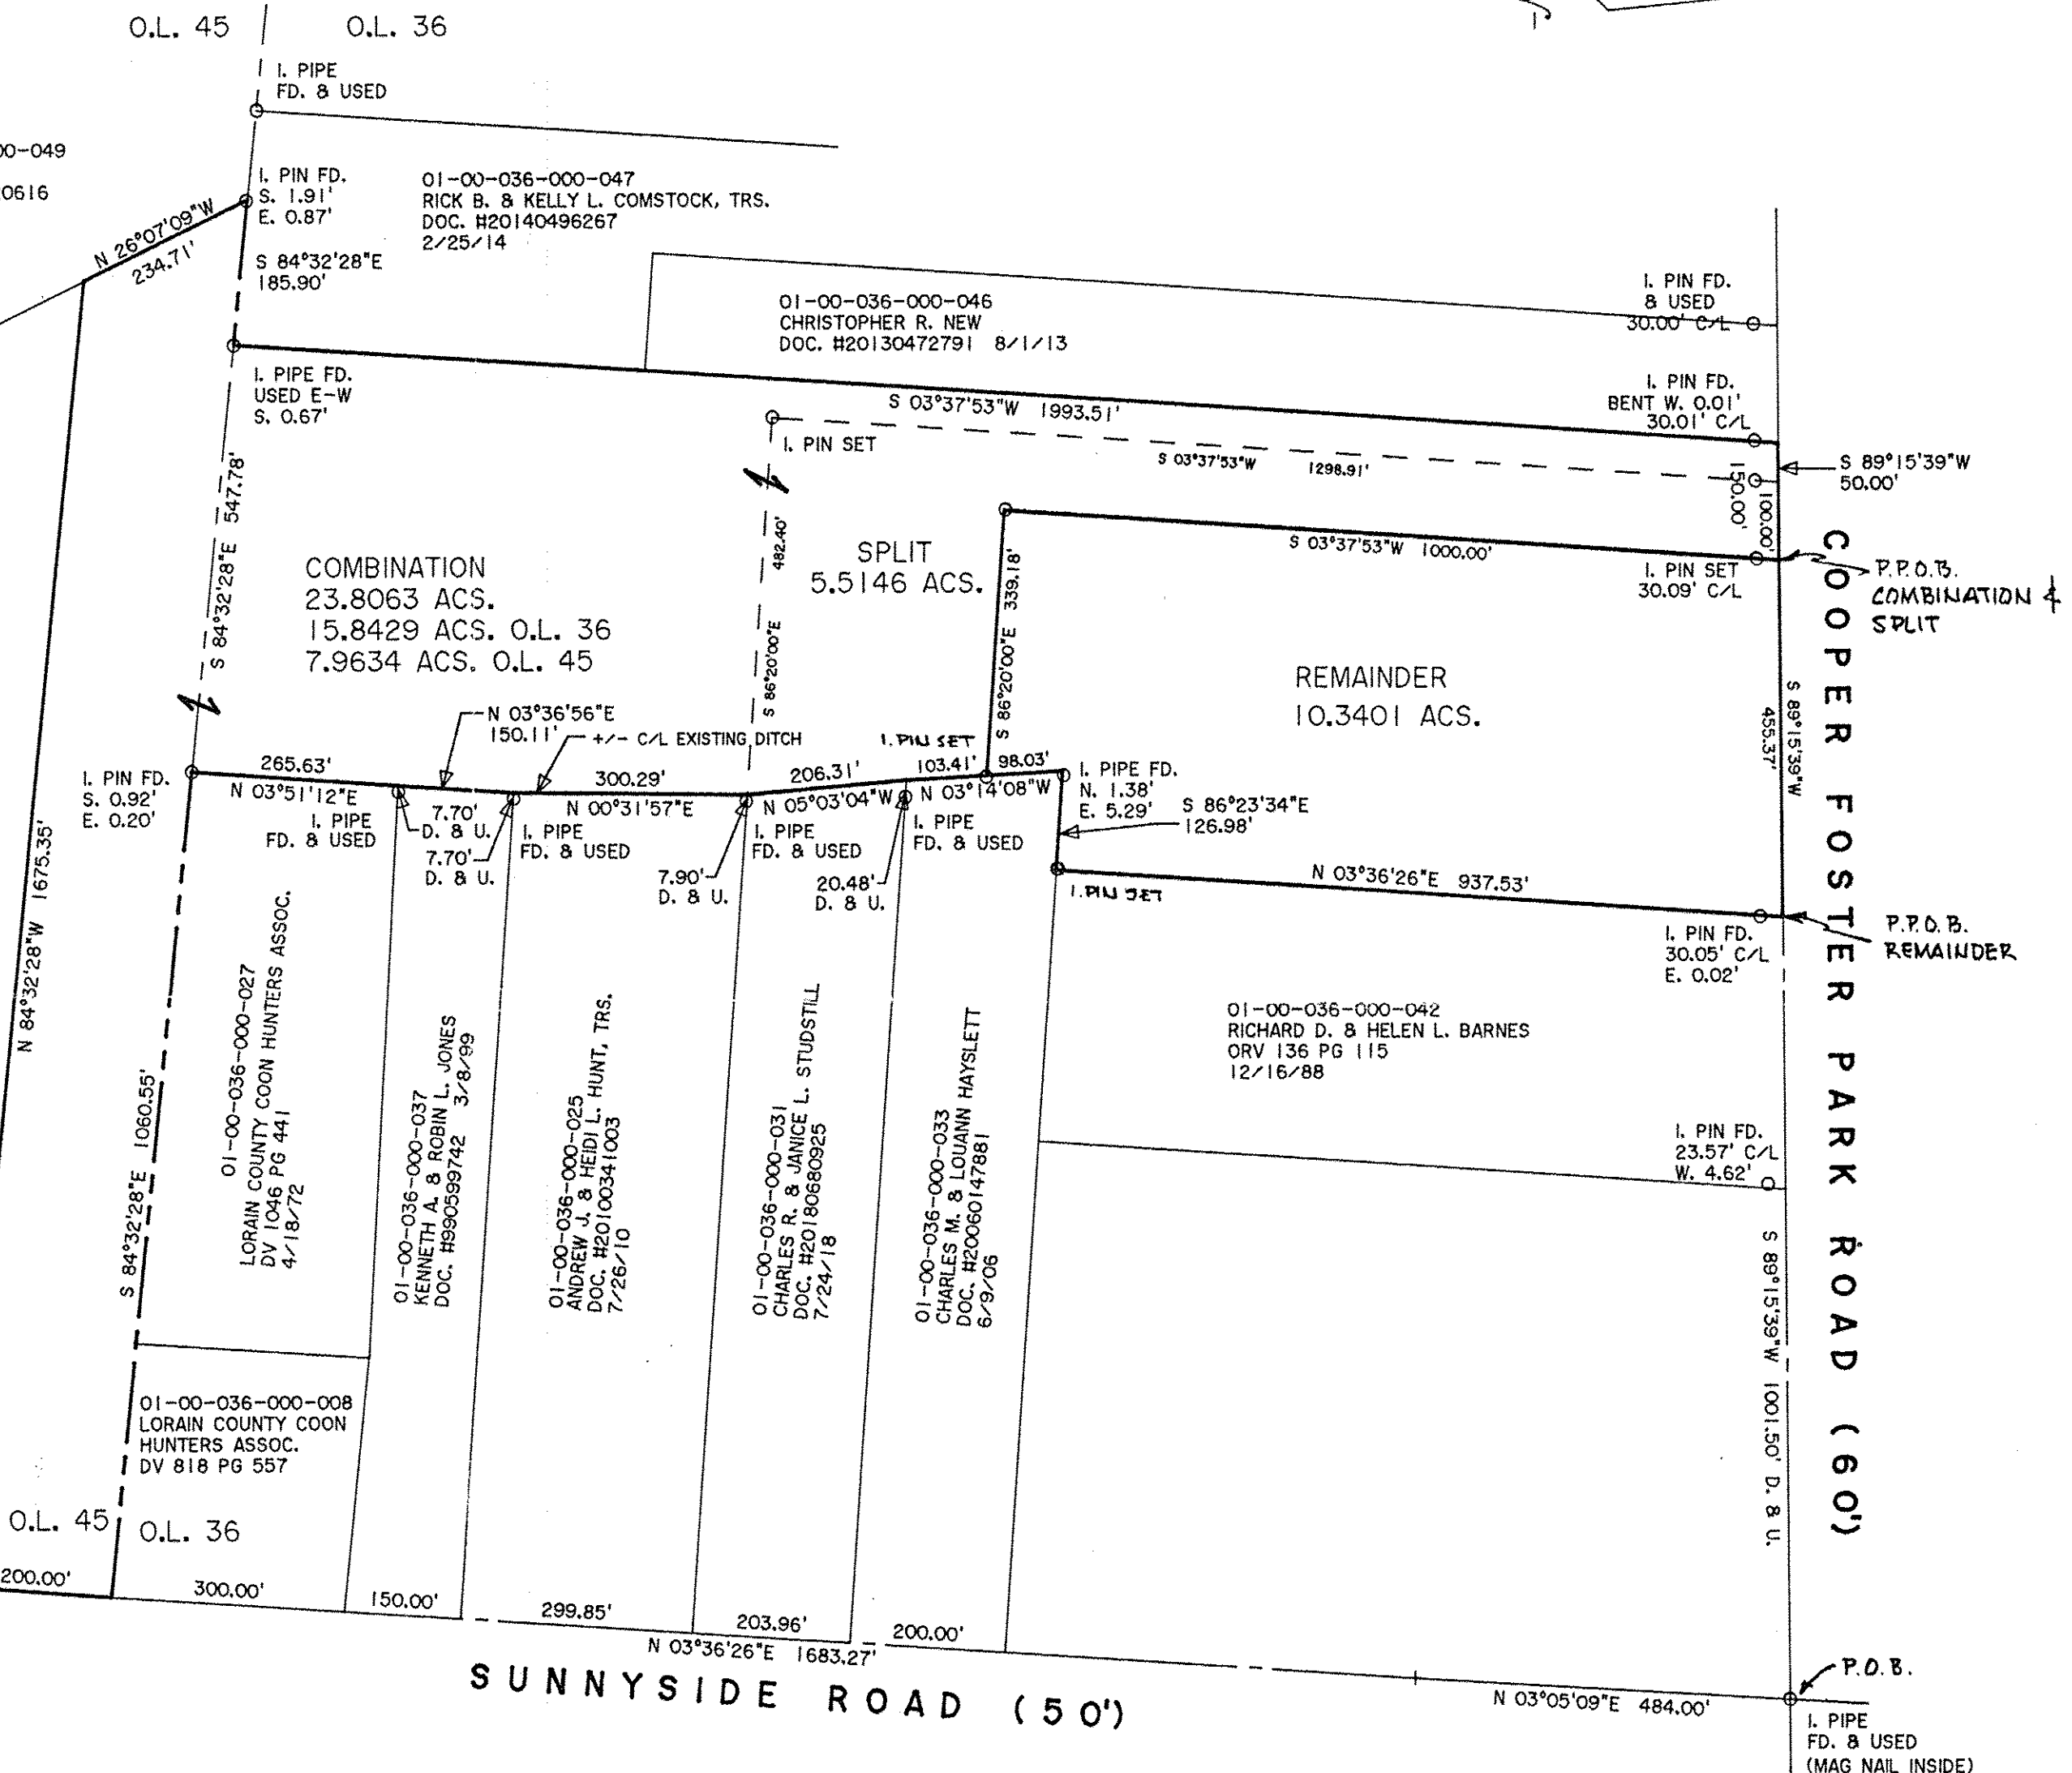 O.L. 45
O.L. 36
I. PIPE
FD. & USED
00-049
0616
I. PIN FD.
S. 1.91'
E. 0.87'
N 26°07'09"W
234.71'
S 84°32'28"E
185.90'
01-00-036-000-047
RICK B. & KELLY L. COMSTOCK, TRS.
DOC. #20140496267
2/25/14
01-00-036-000-046
CHRISTOPHER R. NEW
DOC. #20130472791 8/1/13
I. PIN FD.
& USED
30.00' C/L
I. PIPE FD.
USED E-W
S. 0.67'
S 03°37'53"W 1993.51'
I. PIN FD.
BENT W. 0.01'
30.01' C/L
I. PIN SET
S 03°37'53"W 1298.91'
S 89°15'39"W
50.00'
150.00'
100.00'
S 84°32'28"E 547.78'
COMBINATION
23.8063 ACS.
15.8429 ACS. O.L. 36
7.9634 ACS. O.L. 45
S 86°20'00"E 482.40'
SPLIT
5.5146 ACS.
S 86°20'00"E 339.18'
S 03°37'53"W 1000.00'
I. PIN SET
30.09' C/L
P.P.O.B.
COMBINATION &
SPLIT
REMAINDER
10.3401 ACS.
S 89°15'39"W
455.37'
COOPER FOSTER PARK ROAD (60')
N 03°36'56"E
150.11'
+/- C/L EXISTING DITCH
I. PIN SET
I. PIN FD.
S. 0.92'
E. 0.20'
265.63'
N 03°51'12"E
I. PIPE
FD. & USED
7.70'
D. & U.
7.70'
D. & U.
300.29'
N 00°31'57"E
I. PIPE
FD. & USED
7.90'
D. & U.
206.31'
N 05°03'04"W
I. PIPE
FD. & USED
20.48'
D. & U.
103.41'
98.03'
N 03°14'08"W
I. PIPE
FD. & USED
I. PIPE FD.
N. 1.38'
E. 5.29'
S 86°23'34"E
126.98'
I. PIN SET
N 03°36'26"E 937.53'
I. PIN FD.
30.05' C/L
E. 0.02'
P.P.O.B.
REMAINDER
N 84°32'28"W 1675.35'
S 84°32'28"E 1060.55'
01-00-036-000-027
LORAIN COUNTY COON HUNTERS ASSOC.
DV 1046 PG 441
4/18/72
01-00-036-000-037
KENNETH A. & ROBIN L. JONES
DOC. #990599742 3/8/99
01-00-036-000-025
ANDREW J. & HEIDI L. HUNT, TRS.
DOC. #20100341003
7/26/10
01-00-036-000-031
CHARLES R. & JANICE L. STUDSTILL
DOC. #20180680925
7/24/18
01-00-036-000-033
CHARLES M. & LOUANN HAYSLETT
DOC. #20060147881
6/9/06
01-00-036-000-042
RICHARD D. & HELEN L. BARNES
ORV 136 PG 115
12/16/88
I. PIN FD.
23.57' C/L
W. 4.62'
S 89°15'39"W 1001.50' D. & U.
01-00-036-000-008
LORAIN COUNTY COON
HUNTERS ASSOC.
DV 818 PG 557
O.L. 45
O.L. 36
200.00'
300.00'
150.00'
299.85'
203.96'
200.00'
N 03°36'26"E 1683.27'
SUNNYSIDE ROAD (50')
N 03°05'09"E 484.00'
P.O.B.
I. PIPE
FD. & USED
(MAG NAIL INSIDE)